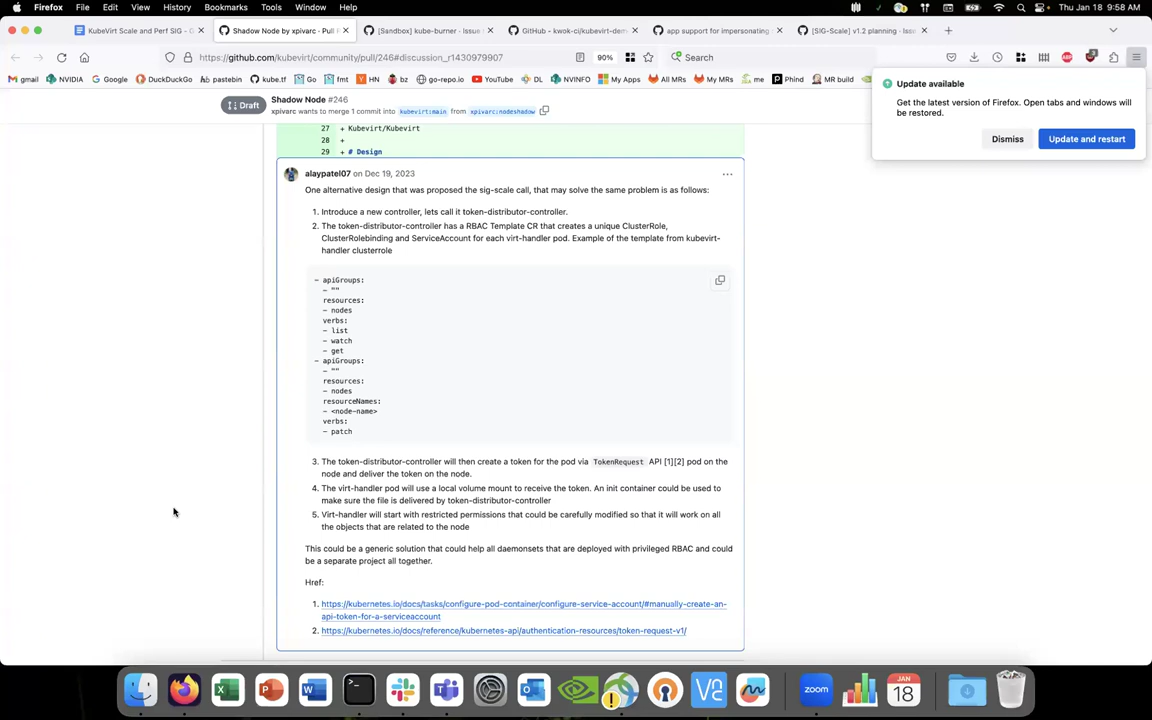 Firefox File Edit View History Bookmarks Tools Window Help Thu Jan 18 9:58 AM
KubeVirt Scale and Perf SIG - Shadow Node by xpivarc · Pull [Sandbox] kube-burner · Issue GitHub - kwok-ci/kubevirt-dem app support for impersonating [SIG-Scale] v1.2 planning · Iss
https://github.com/kubevirt/community/pull/246#discussion_r1430979907 90% Search
gmail NVIDIA Phabricator DuckDuckGo pastebin kube.tf Go fmt HN bz go-repo.io YouTube DL NVINFO My Apps All MRs My MRs me Phind MR build
Update available
Get the latest version of Firefox. Open tabs and windows will
be restored.
Dismiss Update and restart
Draft
Shadow Node #246
xpivarc wants to merge 1 commit into kubevirt:main from xpivarc:nodeshadow
27 + Kubevirt/Kubevirt
28 +
29 + # Design
alaypatel07 on Dec 19, 2023
One alternative design that was proposed the sig-scale call, that may solve the same problem is as follows:
1. Introduce a new controller, lets call it token-distributor-controller.
2. The token-distributor-controller has a RBAC Template CR that creates a unique ClusterRole,
ClusterRolebinding and ServiceAccount for each virt-handler pod. Example of the template from kubevirt-
handler clusterrole
- apiGroups:
- ""
resources:
- nodes
verbs:
- list
- watch
- get
- apiGroups:
- ""
resources:
- nodes
resourceNames:
- <node-name>
verbs:
- patch
3. The token-distributor-controller will then create a token for the pod via TokenRequest API [1][2] pod on the
node and deliver the token on the node.
4. The virt-handler pod will use a local volume mount to receive the token. An init container could be used to
make sure the file is delivered by token-distributor-controller
5. Virt-handler will start with restricted permissions that could be carefully modified so that it will work on all
the objects that are related to the node
This could be a generic solution that could help all daemonsets that are deployed with privileged RBAC and could
be a separate project all together.
Href:
1. https://kubernetes.io/docs/tasks/configure-pod-container/configure-service-account/#manually-create-an-
api-token-for-a-serviceaccount
2. https://kubernetes.io/docs/reference/kubernetes-api/authentication-resources/token-request-v1/
zoom
JAN
18